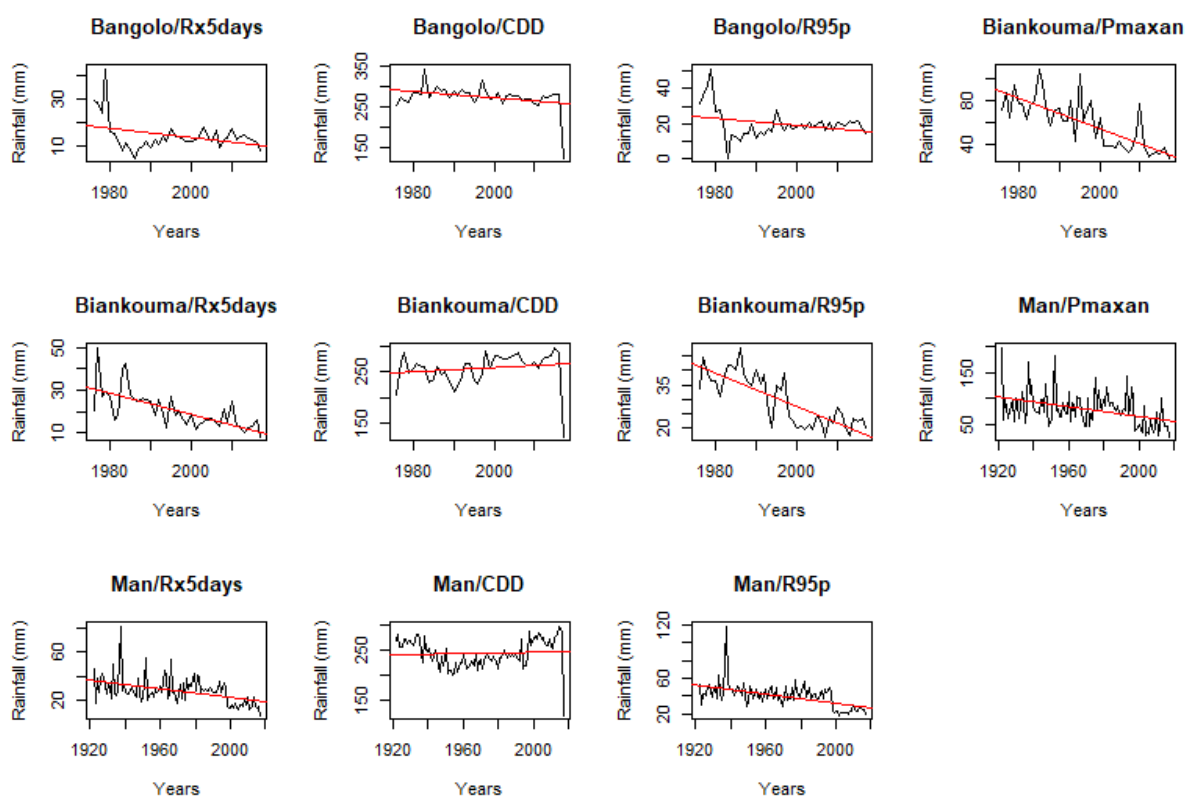 Bangolo/Rx5days
Bangolo/CDD
Bangolo/R95p
Biankouma/Pmaxan
Rainfall (mm)
10 30
1980 2000
Years
Rainfall (mm)
150 250 350
1980 2000
Years
Rainfall (mm)
0 20 40
1980 2000
Years
Rainfall (mm)
40 60 80
1980 2000
Years
Biankouma/Rx5days
Biankouma/CDD
Biankouma/R95p
Man/Pmaxan
Rainfall (mm)
10 30 50
1980 2000
Years
Rainfall (mm)
150 250
1980 2000
Years
Rainfall (mm)
20 35
1980 2000
Years
Rainfall (mm)
50 150
1920 1960 2000
Years
Man/Rx5days
Man/CDD
Man/R95p
Rainfall (mm)
20 60
1920 1960 2000
Years
Rainfall (mm)
150 250
1920 1960 2000
Years
Rainfall (mm)
20 60 120
1920 1960 2000
Years